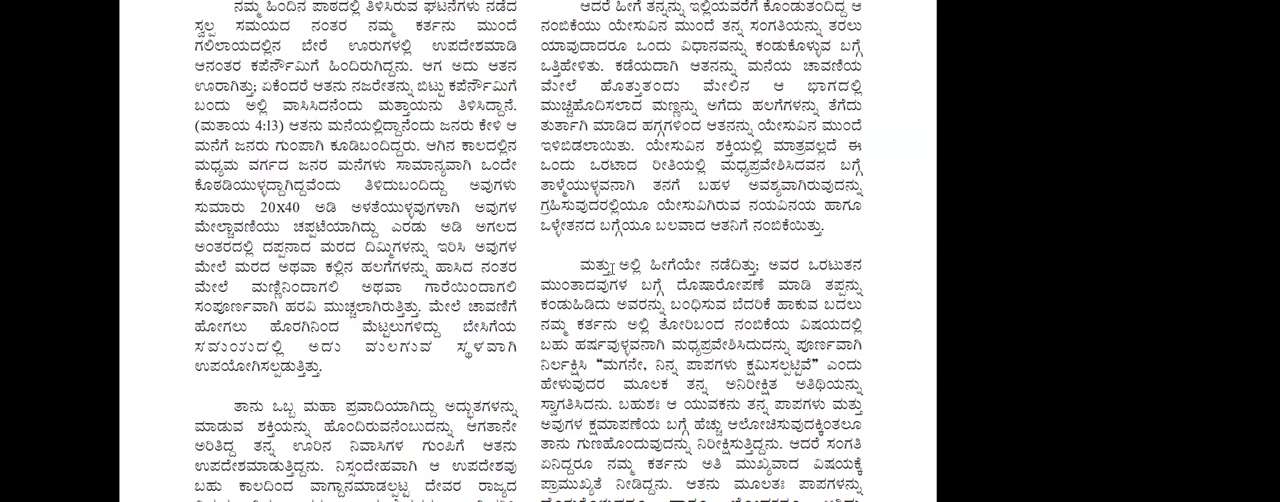 ನಮ್ಮ ಹಿಂದಿನ ಪಾಠದಲ್ಲಿ ತಿಳಿಸಿರುವ ಘಟನೆಗಳು ನಡೆದ
ಸ್ವಲ್ಪ ಸಮಯದ ನಂತರ ನಮ್ಮ ಕರ್ತನು ಮುಂದೆ
ಗಲಿಲಾಯದಲ್ಲಿನ ಬೇರೆ ಊರುಗಳಲ್ಲಿ ಉಪದೇಶಮಾಡಿ
ಆನಂತರ ಕಪೆರ್ನೌಮಿಗೆ ಹಿಂದಿರುಗಿದ್ದನು. ಆಗ ಅದು ಆತನ
ಊರಾಗಿತ್ತು; ಏಕೆಂದರೆ ಆತನು ನಜರೇತನ್ನು ಬಿಟ್ಟು ಕಪೆರ್ನೌಮಿಗೆ
ಬಂದು ಅಲ್ಲಿ ವಾಸಿಸಿದನೆಂದು ಮತ್ತಾಯನು ತಿಳಿಸಿದ್ದಾನೆ.
(ಮತಾಯ 4:13) ಆತನು ಮನೆಯಲ್ಲಿದ್ದಾನೆಂದು ಜನರು ಕೇಳಿ ಆ
ಮನೆಗೆ ಜನರು ಗುಂಪಾಗಿ ಕೂಡಿಬಂದಿದ್ದರು. ಆಗಿನ ಕಾಲದಲ್ಲಿನ
ಮಧ್ಯಮ ವರ್ಗದ ಜನರ ಮನೆಗಳು ಸಾಮಾನ್ಯವಾಗಿ ಒಂದೇ
ಕೊಠಡಿಯುಳ್ಳದ್ದಾಗಿದ್ದವೆಂದು ತಿಳಿದುಬಂದಿದ್ದು ಅವುಗಳು
ಸುಮಾರು 20x40 ಅಡಿ ಅಳತೆಯುಳ್ಳವುಗಳಾಗಿ ಅವುಗಳ
ಮೇಲ್ಚಾವಣಿಯು ಚಪ್ಪಟೆಯಾಗಿದ್ದು ಎರಡು ಅಡಿ ಅಗಲದ
ಅಂತರದಲ್ಲಿ ದಪ್ಪನಾದ ಮರದ ದಿಮ್ಮಿಗಳನ್ನು ಇರಿಸಿ ಅವುಗಳ
ಮೇಲೆ ಮರದ ಅಥವಾ ಕಲ್ಲಿನ ಹಲಗೆಗಳನ್ನು ಹಾಸಿದ ನಂತರ
ಮೇಲೆ ಮಣ್ಣಿನಿಂದಾಗಲಿ ಅಥವಾ ಗಾರೆಯಿಂದಾಗಲಿ
ಸಂಪೂರ್ಣವಾಗಿ ಹರವಿ ಮುಚ್ಚಲಾಗಿರುತ್ತಿತ್ತು. ಮೇಲೆ ಚಾವಣಿಗೆ
ಹೋಗಲು ಹೊರಗಿನಿಂದ ಮೆಟ್ಟಲುಗಳಿದ್ದು ಬೇಸಿಗೆಯ
ಸಮಯದಲ್ಲಿ ಅದು ಮಲಗುವ ಸ್ಥಳವಾಗಿ
ಉಪಯೋಗಿಸಲ್ಪಡುತ್ತಿತ್ತು.
ತಾನು ಒಬ್ಬ ಮಹಾ ಪ್ರವಾದಿಯಾಗಿದ್ದು ಅದ್ಭುತಗಳನ್ನು
ಮಾಡುವ ಶಕ್ತಿಯನ್ನು ಹೊಂದಿರುವನೆಂಬುದನ್ನು ಆಗತಾನೇ
ಅರಿತಿದ್ದ ತನ್ನ ಊರಿನ ನಿವಾಸಿಗಳ ಗುಂಪಿಗೆ ಆತನು
ಉಪದೇಶಮಾಡುತ್ತಿದ್ದನು. ನಿಸ್ಸಂದೇಹವಾಗಿ ಆ ಉಪದೇಶವು
ಬಹು ಕಾಲದಿಂದ ವಾಗ್ದಾನಮಾಡಲ್ಪಟ್ಟ ದೇವರ ರಾಜ್ಯದ
ಆದರೆ ಹೀಗೆ ತನ್ನನ್ನು ಇಲ್ಲಿಯವರೆಗೆ ಕೊಂಡುತಂದಿದ್ದ ಆ
ನಂಬಿಕೆಯು ಯೇಸುವಿನ ಮುಂದೆ ತನ್ನ ಸಂಗತಿಯನ್ನು ತರಲು
ಯಾವುದಾದರೂ ಒಂದು ವಿಧಾನವನ್ನು ಕಂಡುಕೊಳ್ಳುವ ಬಗ್ಗೆ
ಒತ್ತಿಹೇಳಿತು. ಕಡೆಯದಾಗಿ ಆತನನ್ನು ಮನೆಯ ಚಾವಣಿಯ
ಮೇಲೆ ಹೊತ್ತುತಂದು ಮೇಲಿನ ಆ ಭಾಗದಲ್ಲಿ
ಮುಚ್ಚಿಹೊದಿಸಲಾದ ಮಣ್ಣನ್ನು ಅಗೆದು ಹಲಗೆಗಳನ್ನು ತೆಗೆದು
ತುರ್ತಾಗಿ ಮಾಡಿದ ಹಗ್ಗಗಳಿಂದ ಆತನನ್ನು ಯೇಸುವಿನ ಮುಂದೆ
ಇಳಿಬಿಡಲಾಯಿತು. ಯೇಸುವಿನ ಶಕ್ತಿಯಲ್ಲಿ ಮಾತ್ರವಲ್ಲದೆ ಈ
ಒಂದು ಒರಟಾದ ರೀತಿಯಲ್ಲಿ ಮಧ್ಯಪ್ರವೇಶಿಸಿದವನ ಬಗ್ಗೆ
ತಾಳ್ಮೆಯುಳ್ಳವನಾಗಿ ತನಗೆ ಬಹಳ ಅವಶ್ಯವಾಗಿರುವುದನ್ನು
ಗ್ರಹಿಸುವುದರಲ್ಲಿಯೂ ಯೇಸುವಿಗಿರುವ ನಯವಿನಯ ಹಾಗೂ
ಒಳ್ಳೇತನದ ಬಗ್ಗೆಯೂ ಬಲವಾದ ಆತನಿಗೆ ನಂಬಿಕೆಯಿತ್ತು.
ಮತ್ತು ಅಲ್ಲಿ ಹೀಗೆಯೇ ನಡೆದಿತ್ತು; ಅವರ ಒರಟುತನ
ಮುಂತಾದವುಗಳ ಬಗ್ಗೆ ದೊಷಾರೋಪಣೆ ಮಾಡಿ ತಪ್ಪನ್ನು
ಕಂಡುಹಿಡಿದು ಅವರನ್ನು ಬಂಧಿಸುವ ಬೆದರಿಕೆ ಹಾಕುವ ಬದಲು
ನಮ್ಮ ಕರ್ತನು ಅಲ್ಲಿ ತೋರಿಬಂದ ನಂಬಿಕೆಯ ವಿಷಯದಲ್ಲಿ
ಬಹು ಹರ್ಷವುಳ್ಳವನಾಗಿ ಮಧ್ಯಪ್ರವೇಶಿಸಿದುದನ್ನು ಪೂರ್ಣವಾಗಿ
ನಿರ್ಲಕ್ಷಿಸಿ “ಮಗನೇ, ನಿನ್ನ ಪಾಪಗಳು ಕ್ಷಮಿಸಲ್ಪಟ್ಟಿವೆ” ಎಂದು
ಹೇಳುವುದರ ಮೂಲಕ ತನ್ನ ಅನಿರೀಕ್ಷಿತ ಅತಿಥಿಯನ್ನು
ಸ್ವಾಗತಿಸಿದನು. ಬಹುಶಃ ಆ ಯುವಕನು ತನ್ನ ಪಾಪಗಳು ಮತ್ತು
ಅವುಗಳ ಕ್ಷಮಾಪಣೆಯ ಬಗ್ಗೆ ಹೆಚ್ಚು ಆಲೋಚಿಸುವುದಕ್ಕಿಂತಲೂ
ತಾನು ಗುಣಹೊಂದುವುದನ್ನು ನಿರೀಕ್ಷಿಸುತ್ತಿದ್ದನು. ಆದರೆ ಸಂಗತಿ
ಏನಿದ್ದರೂ ನಮ್ಮ ಕರ್ತನು ಅತಿ ಮುಖ್ಯವಾದ ವಿಷಯಕ್ಕೆ
ಪ್ರಾಮುಖ್ಯತೆ ನೀಡಿದ್ದನು. ಆತನು ಮೂಲತಃ ಪಾಪಗಳನ್ನು